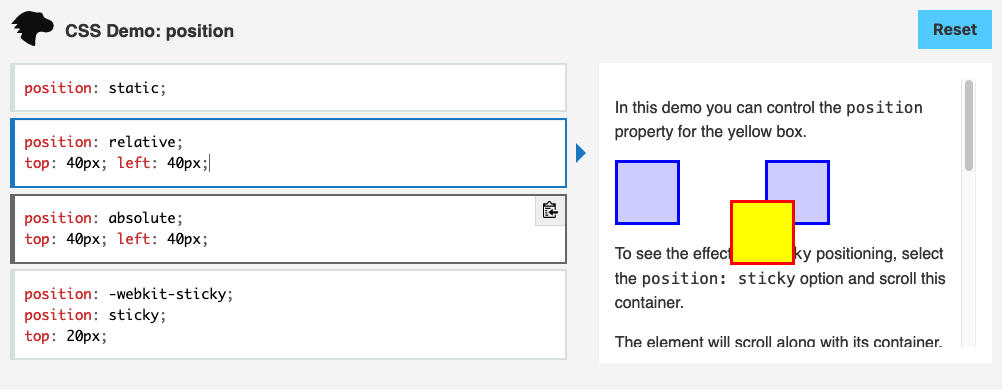 CSS Demo: position
Reset
position: static;
position: relative;
top: 40px; left: 40px;
position: absolute;
top: 40px; left: 40px;
position: -webkit-sticky;
position: sticky;
top: 20px;
In this demo you can control the position
property for the yellow box.
To see the effect ky positioning, select
the position: sticky option and scroll this
container.
The element will scroll along with its container,